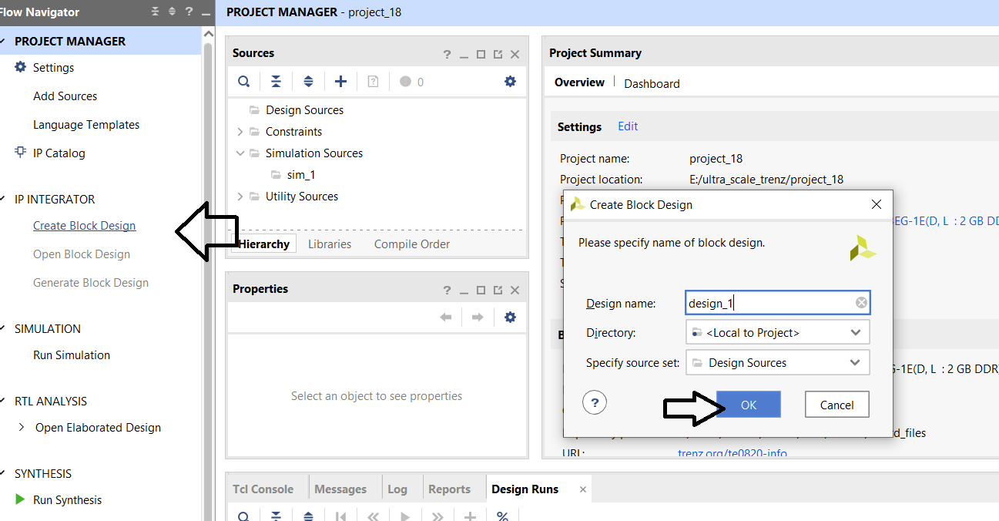 Flow Navigator
PROJECT MANAGER - project_18
PROJECT MANAGER
Settings
Add Sources
Language Templates
IP Catalog
IP INTEGRATOR
Create Block Design
Open Block Design
Generate Block Design
SIMULATION
Run Simulation
RTL ANALYSIS
Open Elaborated Design
SYNTHESIS
Run Synthesis
Sources
0
Design Sources
Constraints
Simulation Sources
sim_1
Utility Sources
Hierarchy Libraries Compile Order
Properties
Select an object to see properties
Project Summary
Overview Dashboard
Settings Edit
Project name: project_18
Project location: E:/ultra_scale_trenz/project_18
EG-1E(D, L : 2 GB DD
Create Block Design
Please specify name of block design.
Design name: design_1
Directory: <Local to Project>
Specify source set: Design Sources
? OK Cancel
G-1E(D, L : 2 GB DDR
d_files
URL: trenz.org/te0820-info
Tcl Console Messages Log Reports Design Runs